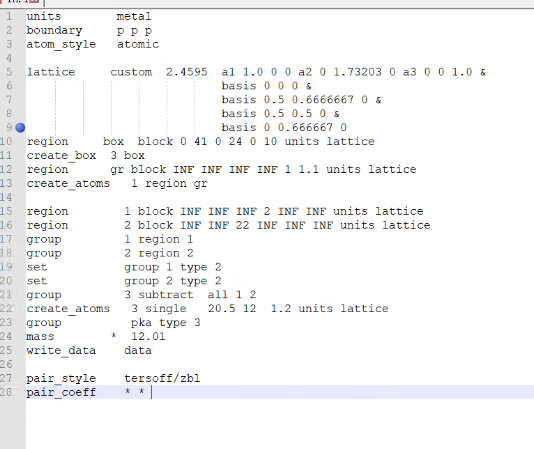 1 units metal
2 boundary p p p
3 atom_style atomic
4
5 lattice custom 2.4595 a1 1.0 0 0 a2 0 1.73203 0 a3 0 0 1.0 &
6 basis 0 0 0 &
7 basis 0.5 0.6666667 0 &
8 basis 0.5 0.5 0 &
9 basis 0 0.666667 0
10 region box block 0 41 0 24 0 10 units lattice
11 create_box 3 box
12 region gr block INF INF INF INF 1 1.1 units lattice
13 create_atoms 1 region gr
14
15 region 1 block INF INF INF 2 INF INF units lattice
16 region 2 block INF INF 22 INF INF INF units lattice
17 group 1 region 1
18 group 2 region 2
19 set group 1 type 2
20 set group 2 type 2
21 group 3 subtract all 1 2
22 create_atoms 3 single 20.5 12 1.2 units lattice
23 group pka type 3
24 mass * 12.01
25 write_data data
26
27 pair_style tersoff/zbl
28 pair_coeff * *